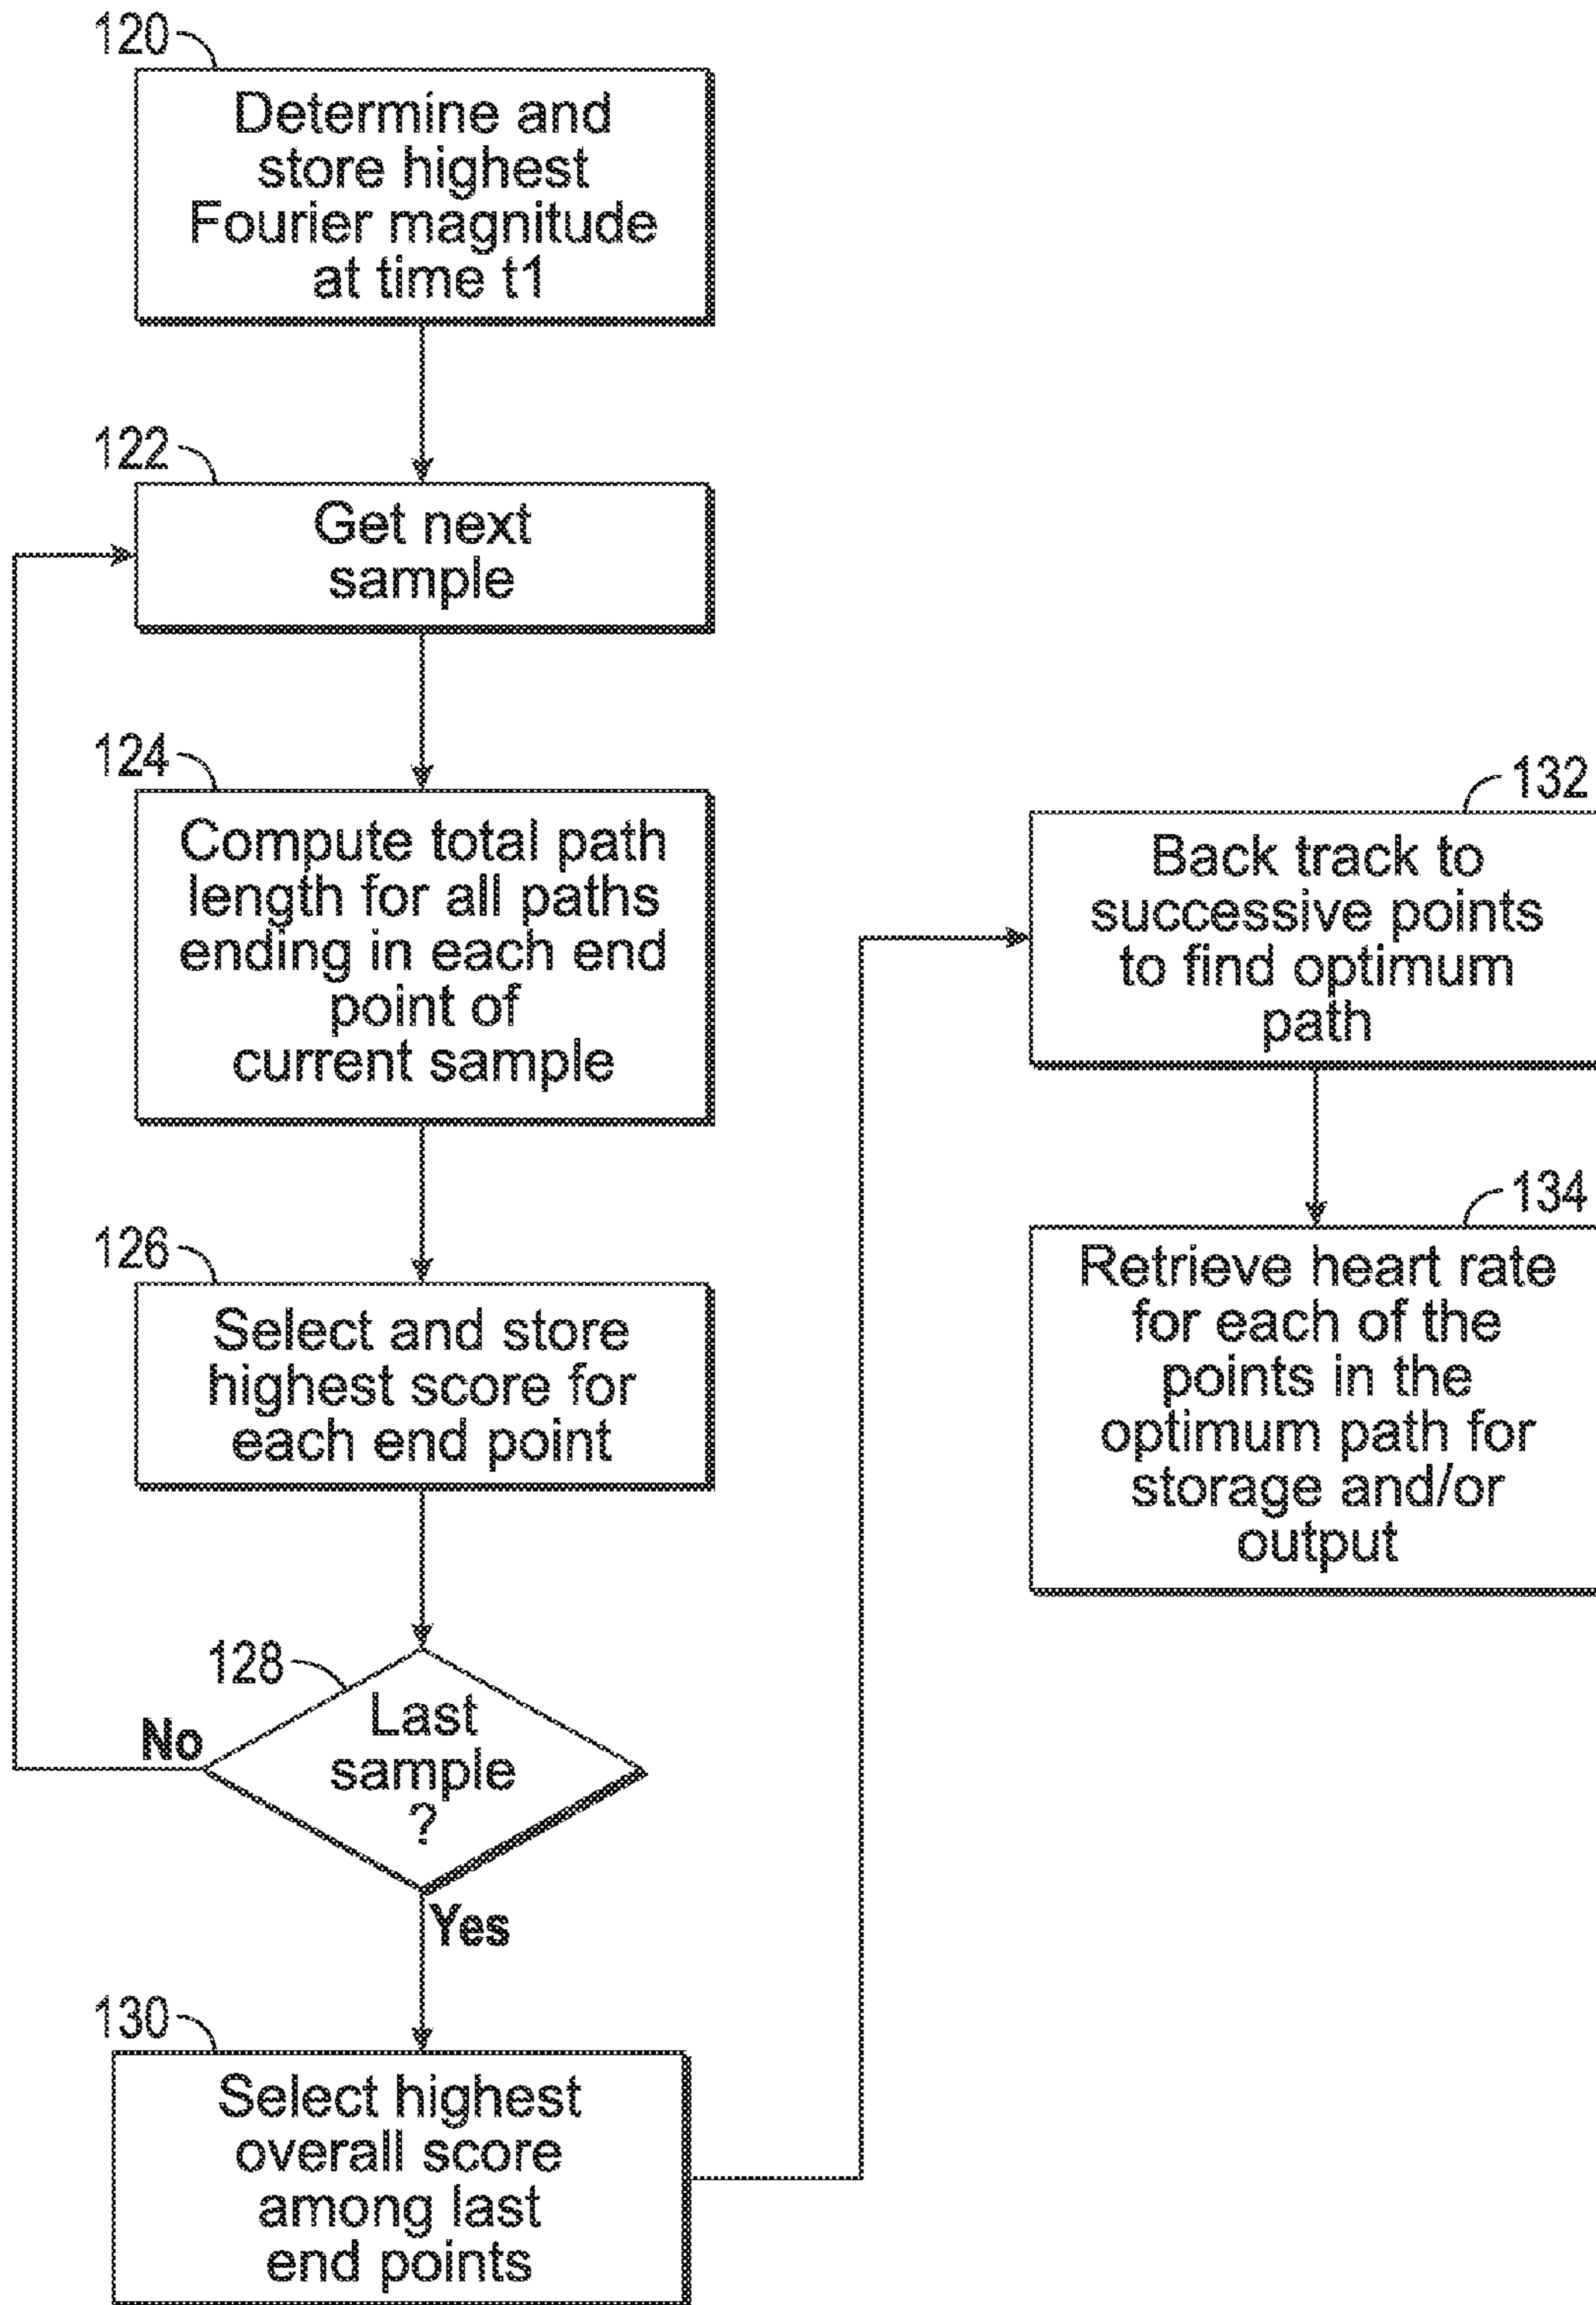 120
Determine and
store highest
Fourier magnitude
at time t1
122
Get next
sample
124
Compute total path
length for all paths
ending in each end
point of
current sample
126
Select and store
highest score for
each end point
128
Last
sample
?
No
Yes
130
Select highest
overall score
among last
end points
132
Back track to
successive points
to find optimum
path
134
Retrieve heart rate
for each of the
points in the
optimum path for
storage and/or
output